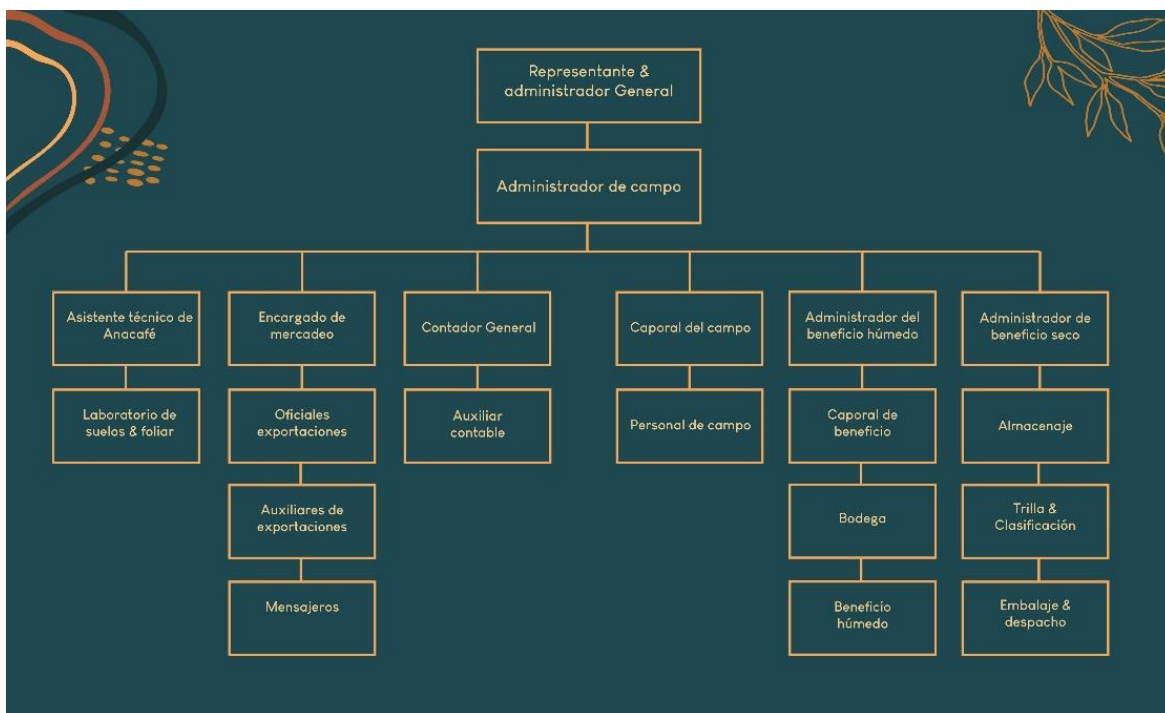 Representante &
administrador General
Administrador de campo
Asistente técnico de
Anacafé
Encargado de
mercadeo
Contador General
Caporal del campo
Administrador del
beneficio húmedo
Administrador de
beneficio seco
Laboratorio de
suelos & foliar
Oficiales
exportaciones
Auxiliar
contable
Personal de campo
Caporal de
beneficio
Almacenaje
Auxiliares de
exportaciones
Bodega
Trilla &
Clasificación
Mensajeros
Beneficio
húmedo
Embalaje &
despacho